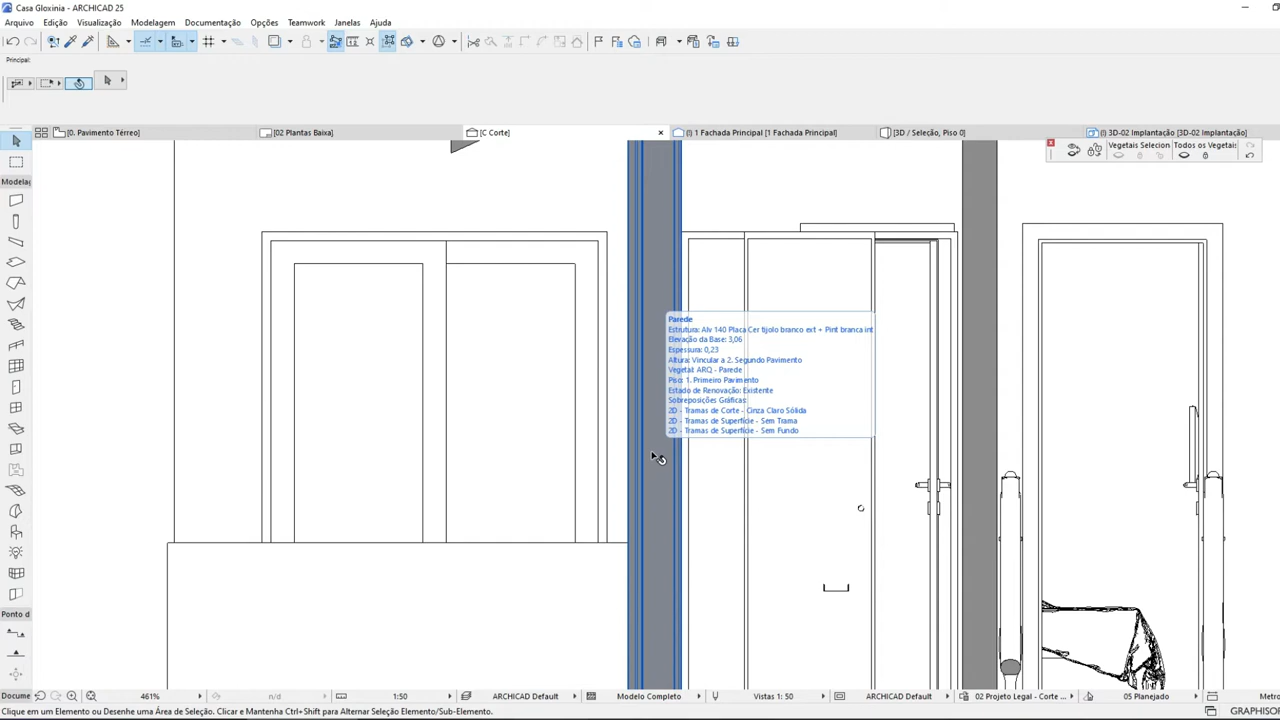 Casa Gloxinia - ARCHICAD 25
Arquivo Edição Visualização Modelagem Documentação Opções Teamwork Janelas Ajuda
Principal:
[0. Pavimento Térreo] [02 Plantas Baixa] [C Corte] (!) 1 Fachada Principal [1 Fachada Principal] [3D / Seleção, Piso 0] (!) 3D-02 Implantação [3D-02 Implantação]
Vegetais Selecion Todos os Vegetais:
Modelag
Parede
Estrutura: Alv 140 Placa Cer tijolo branco ext + Pint branca int
Elevação da Base: 3,06
Espessura: 0,23
Altura: Vincular a 2. Segundo Pavimento
Vegetal: ARQ - Parede
Piso: 1. Primeiro Pavimento
Estado de Renovação: Existente
Sobreposições Gráficas:
2D - Tramas de Corte - Cinza Claro Sólida
2D - Tramas de Superfície - Sem Trama
2D - Tramas de Superfície - Sem Fundo
Ponto d
Docume n/d 461% 1:50 ARCHICAD Default Modelo Completo Vistas 1: 50 ARCHICAD Default 02 Projeto Legal - Corte ... 05 Planejado Metro
Clique em um Elemento ou Desenhe uma Área de Seleção. Clicar e Mantenha Ctrl+Shift para Alternar Seleção Elemento/Sub-Elemento. GRAPHISOF